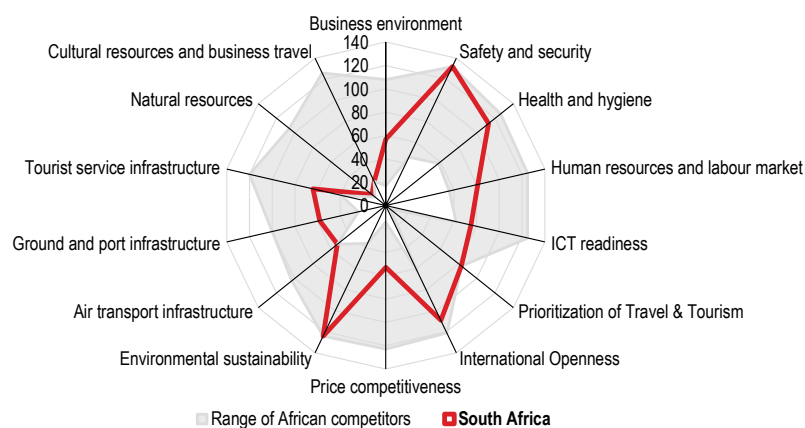 Business environment
140
120
100
80
60
40
20
0
Safety and security
Health and hygiene
Human resources and labour market
ICT readiness
Prioritization of Travel & Tourism
International Openness
Price competitiveness
Environmental sustainability
Air transport infrastructure
Ground and port infrastructure
Tourist service infrastructure
Natural resources
Cultural resources and business travel
Range of African competitors
South Africa